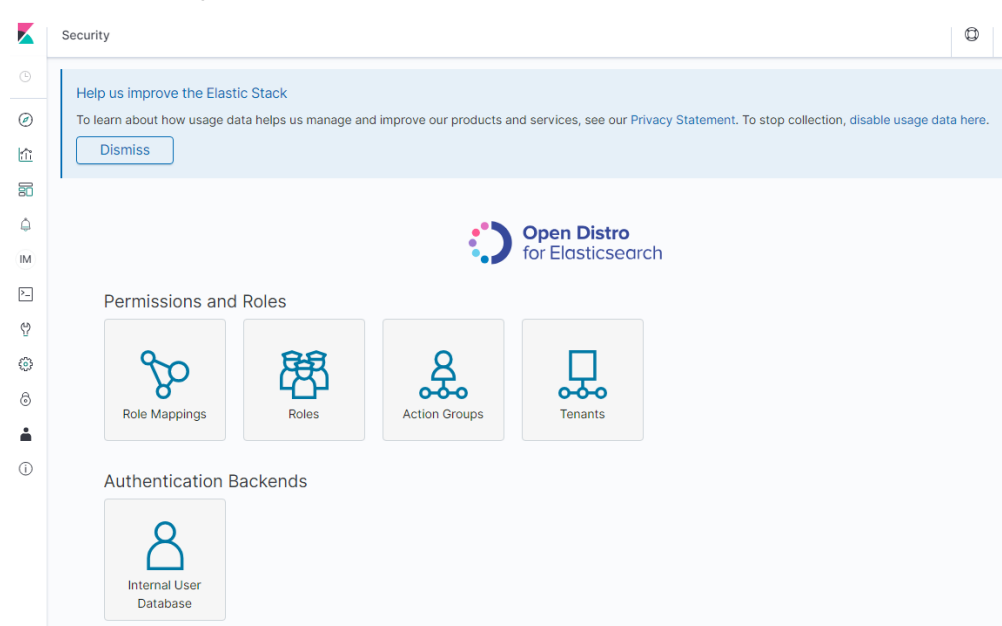 Security
Help us improve the Elastic Stack
To learn about how usage data helps us manage and improve our products and services, see our Privacy Statement. To stop collection, disable usage data here.
Dismiss
Open Distro
for Elasticsearch
IM
Permissions and Roles
Role Mappings
Roles
Action Groups
Tenants
Authentication Backends
Internal User
Database